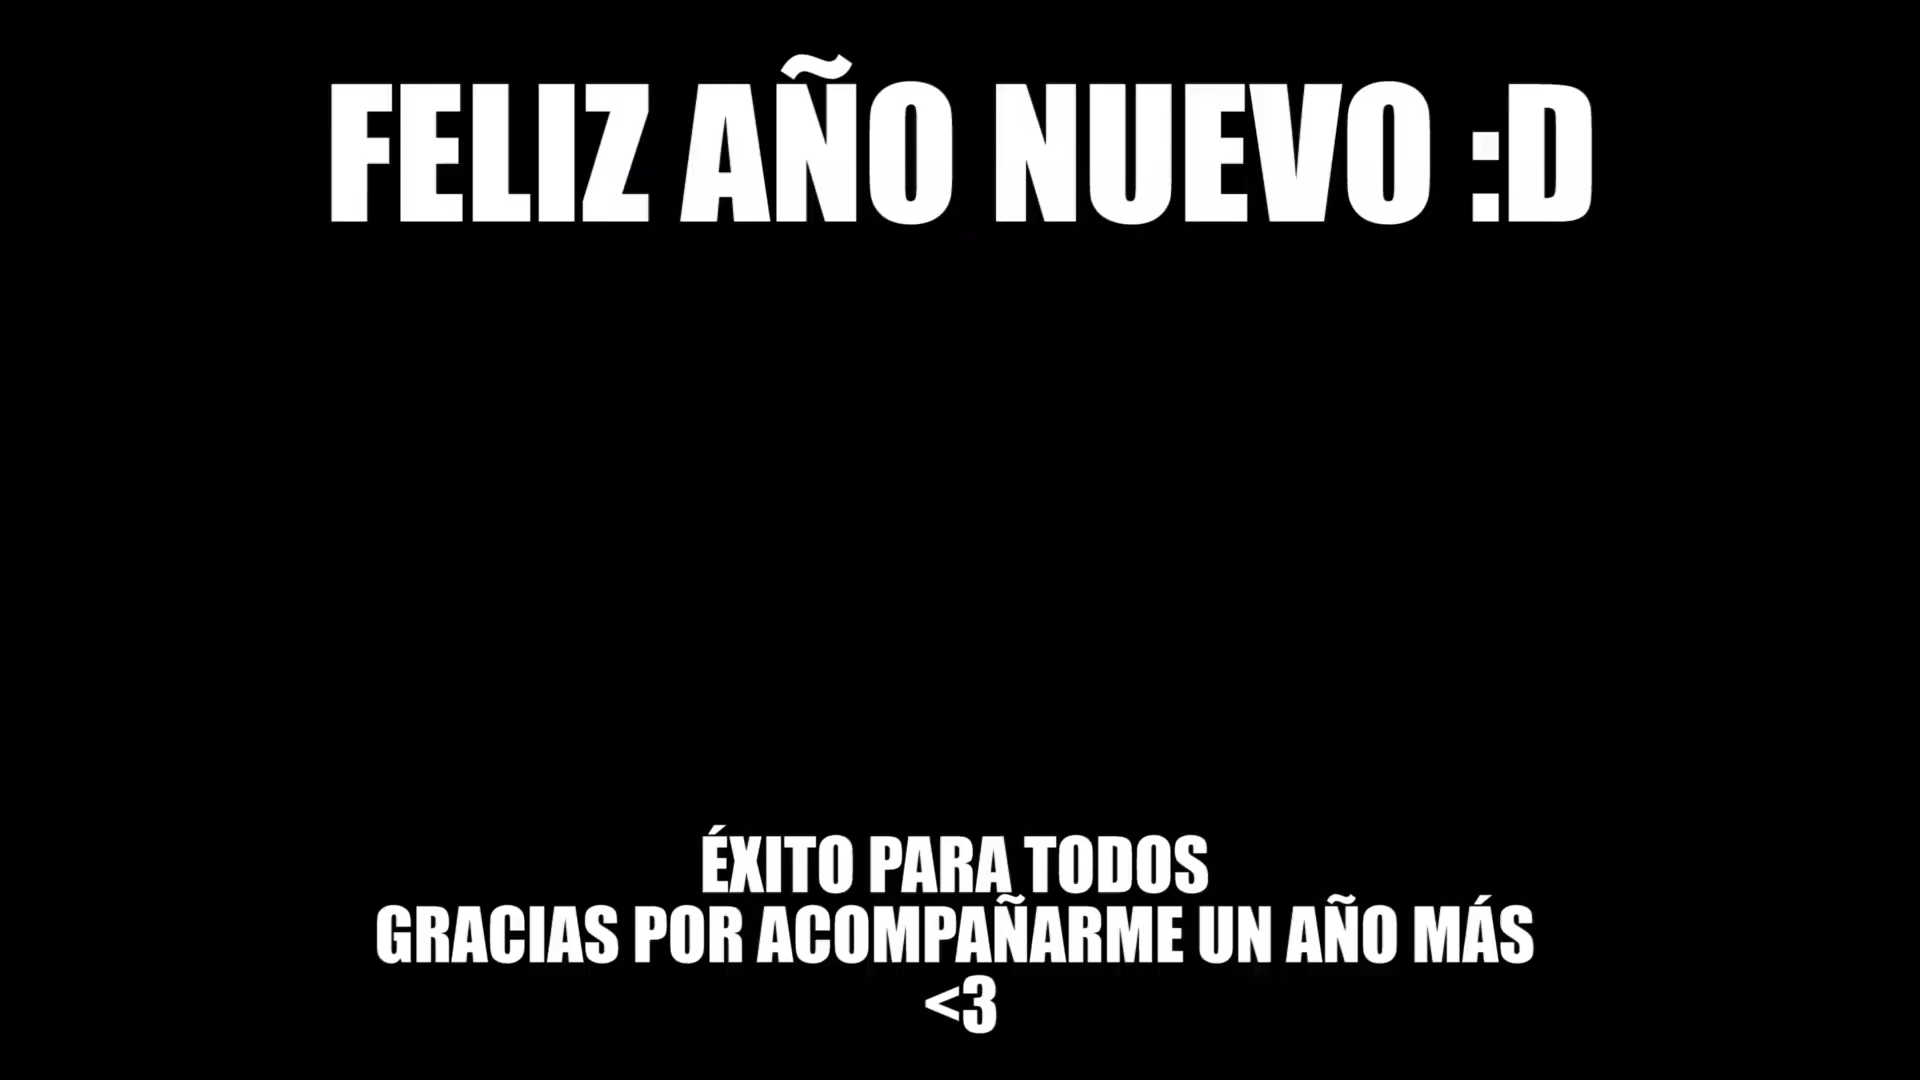 FELIZ AÑO NUEVO :D
ÉXITO PARA TODOS
GRACIAS POR ACOMPAÑARME UN AÑO MÁS
<3